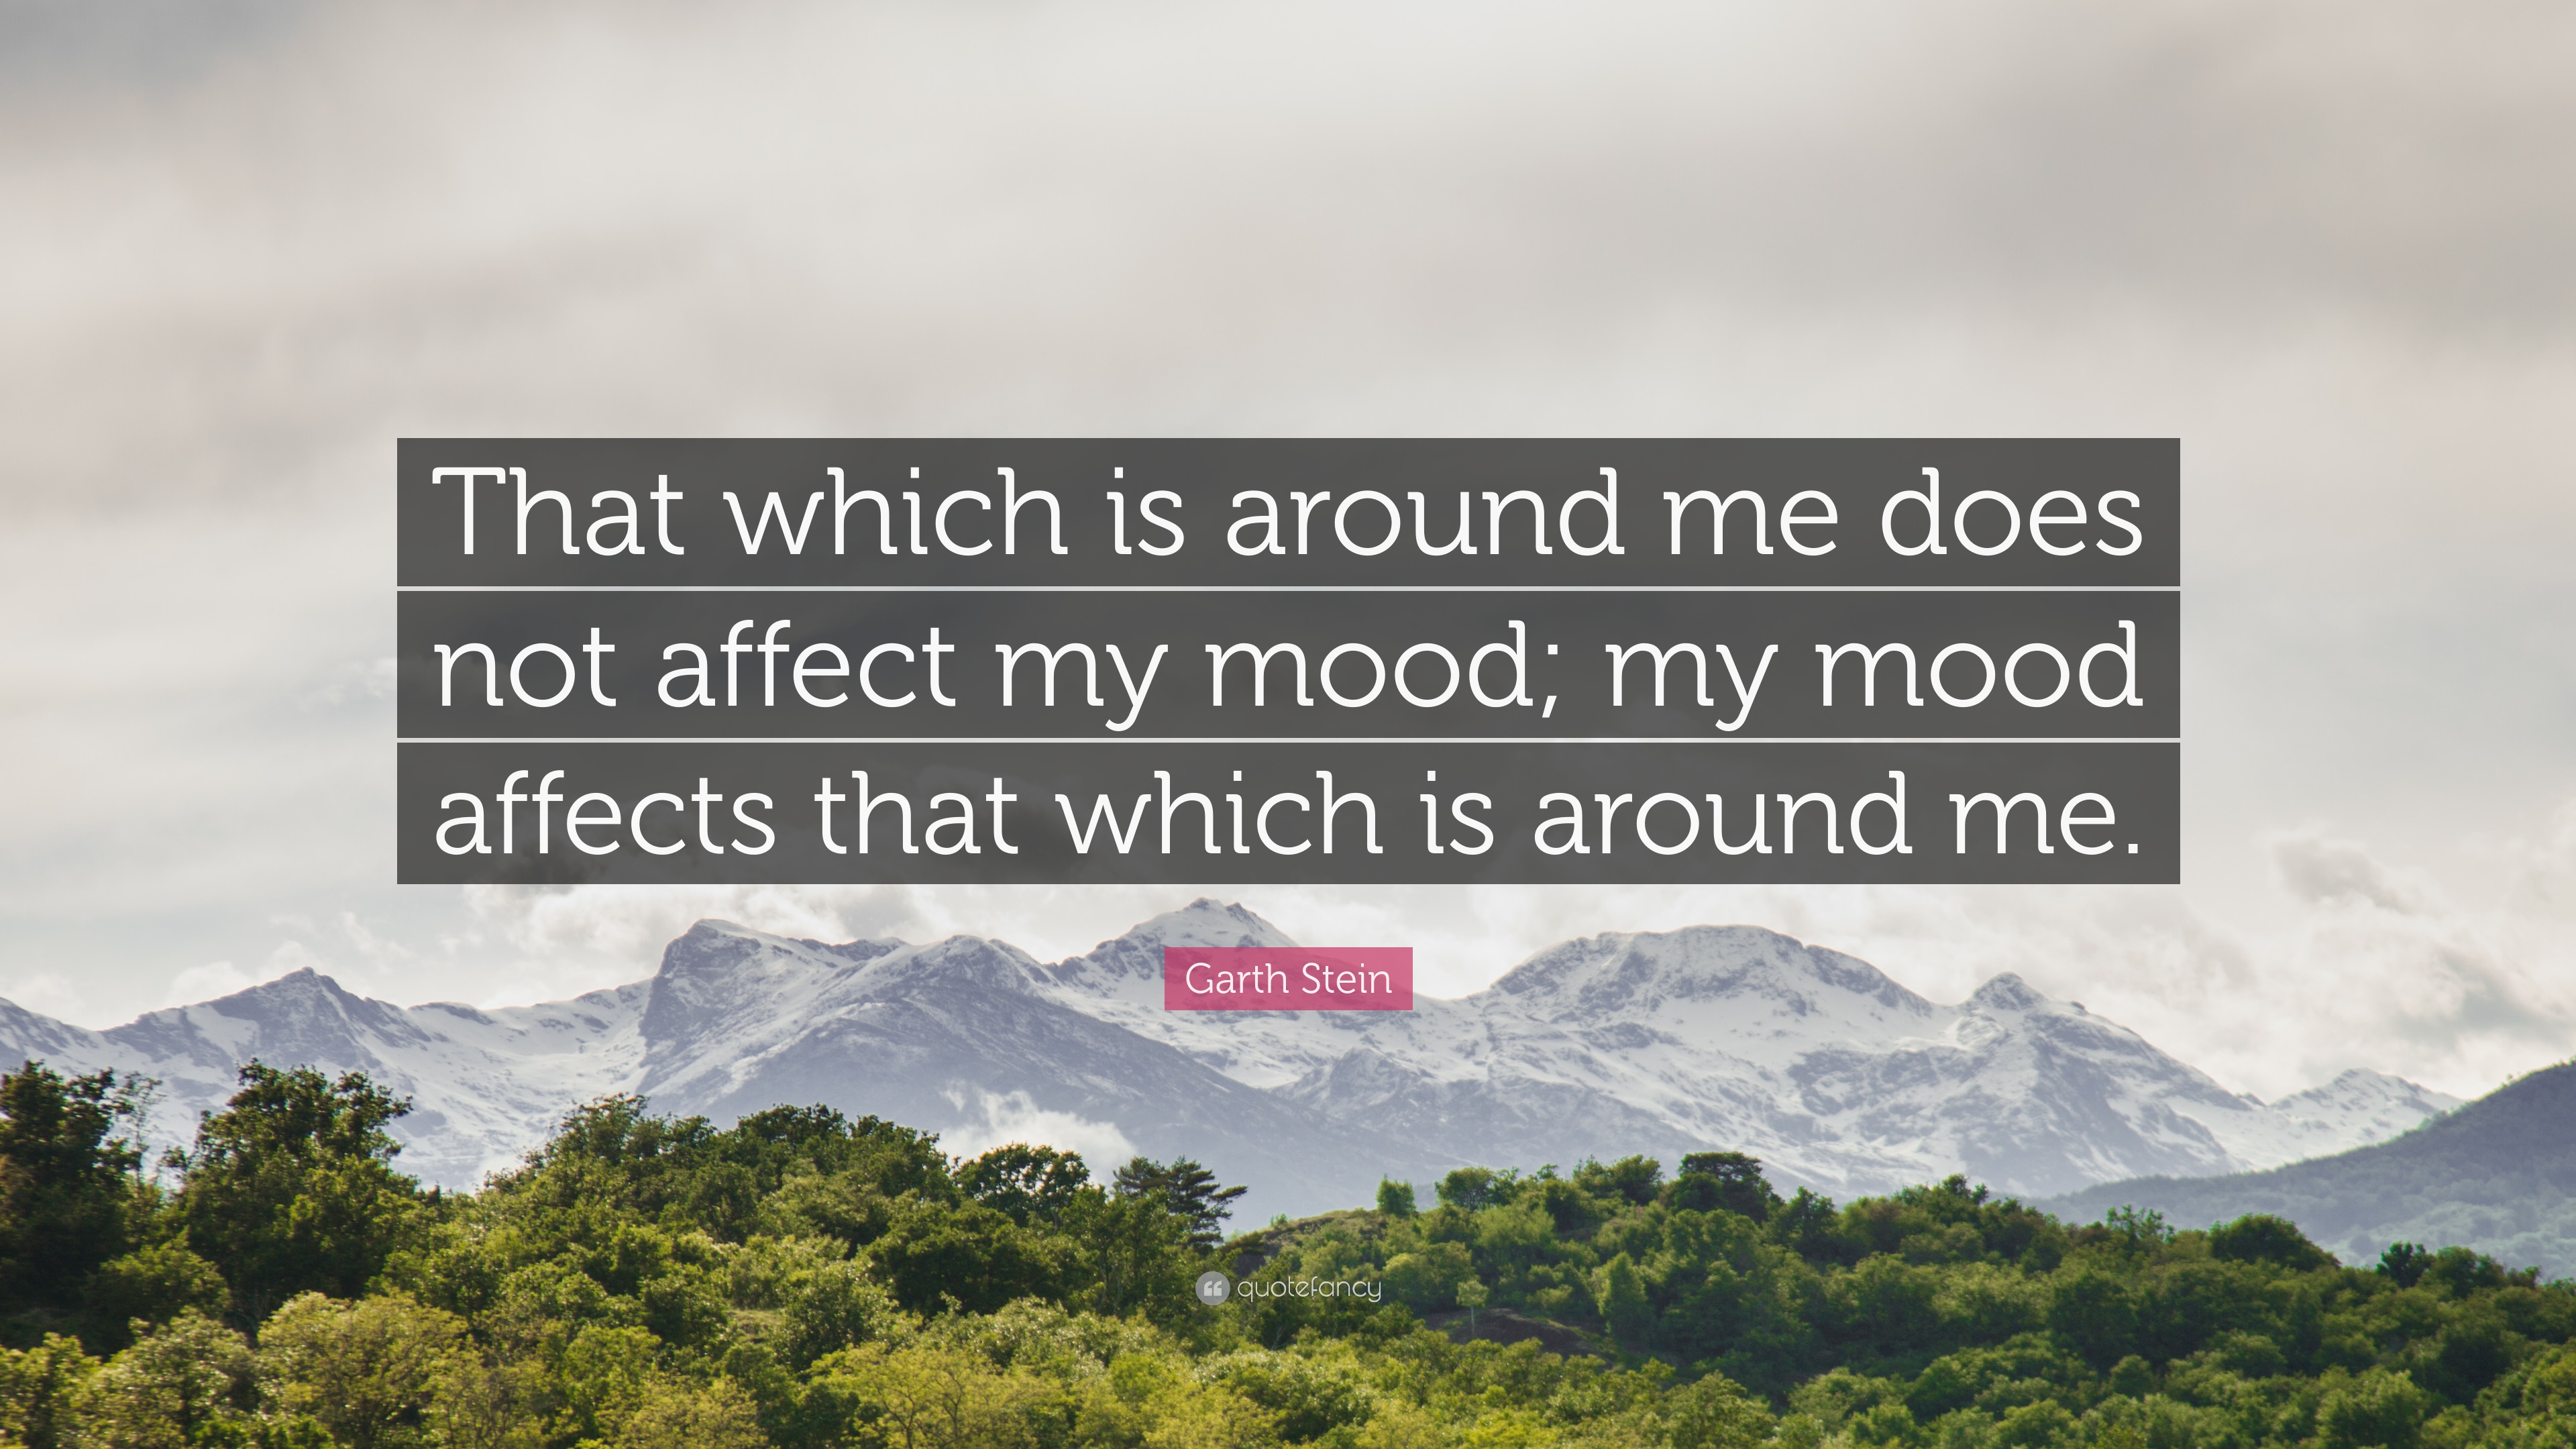 That which is around me does
not affect my mood; my mood
affects that which is around me.
Garth Stein
quotefancy